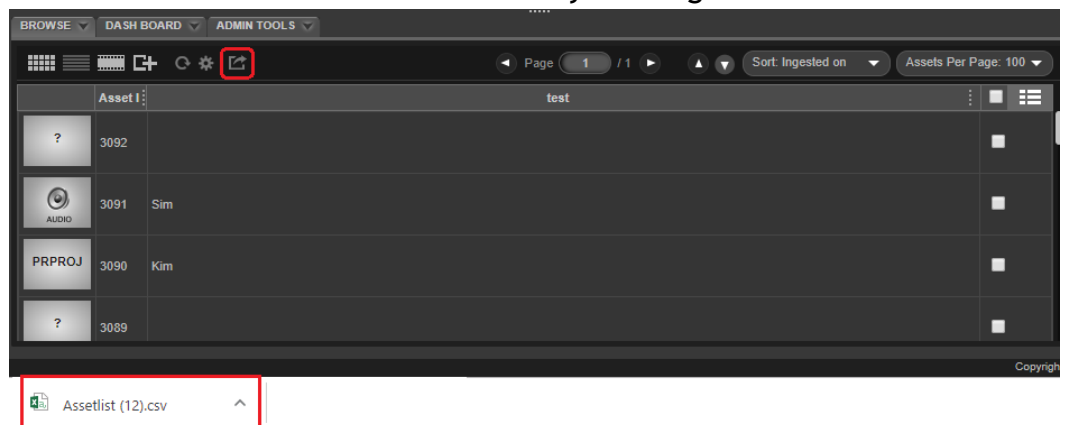 BROWSE DASH BOARD ADMIN TOOLS
Page 1 / 1 Sort: Ingested on Assets Per Page: 100
Asset I test
? 3092
AUDIO 3091 Sim
PRPROJ 3090 Kim
? 3089
Copyrigh
Assetlist (12).csv